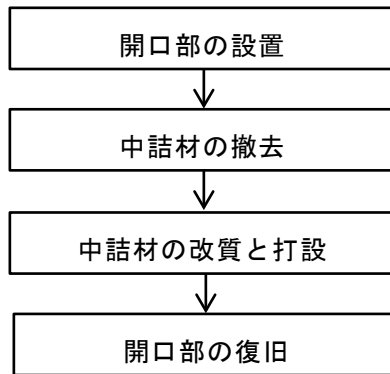 開口部の設置
中詰材の撤去
中詰材の改質と打設
開口部の復旧